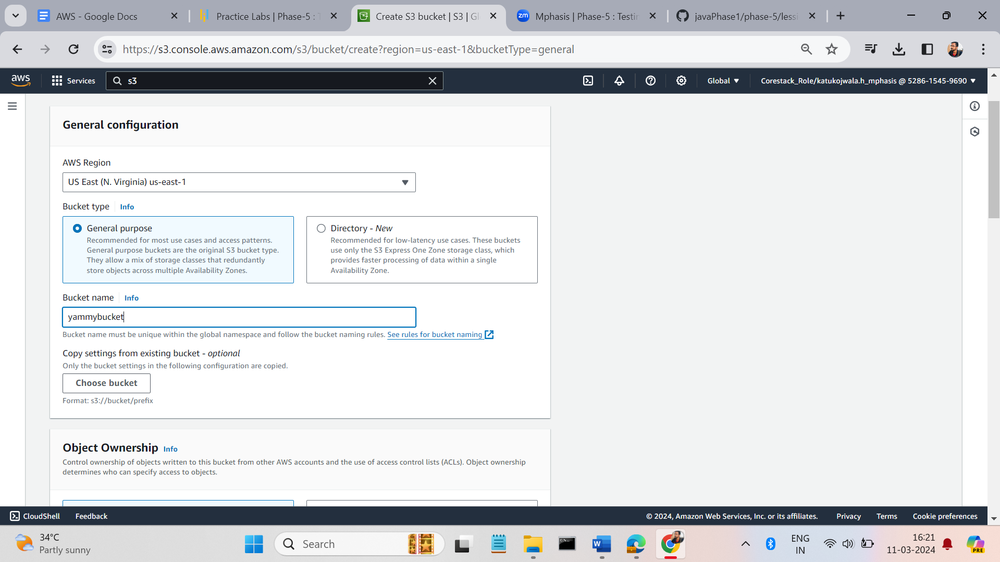 AWS - Google Docs
Practice Labs | Phase-5 : T
Create S3 bucket | S3 | Gl
zm
Mphasis | Phase-5 : Testin
javaPhase1/phase-5/lessi
https://s3.console.aws.amazon.com/s3/bucket/create?region=us-east-1&bucketType=general
aws
Services
s3
Global
Corestack_Role/katukojwala.h_mphasis @ 5286-1545-9690
General configuration
AWS Region
US East (N. Virginia) us-east-1
Bucket type
Info
General purpose
Recommended for most use cases and access patterns.
General purpose buckets are the original S3 bucket type.
They allow a mix of storage classes that redundantly
store objects across multiple Availability Zones.
Directory - New
Recommended for low-latency use cases. These buckets
use only the S3 Express One Zone storage class, which
provides faster processing of data within a single
Availability Zone.
Bucket name
Info
yammybucket
Bucket name must be unique within the global namespace and follow the bucket naming rules. See rules for bucket naming
Copy settings from existing bucket - optional
Only the bucket settings in the following configuration are copied.
Choose bucket
Format: s3://bucket/prefix
Object Ownership Info
Control ownership of objects written to this bucket from other AWS accounts and the use of access control lists (ACLs). Object ownership
determines who can specify access to objects.
CloudShell
Feedback
© 2024, Amazon Web Services, Inc. or its affiliates.
Privacy
Terms
Cookie preferences
34°C
Partly sunny
Search
W
ENG
IN
16:21
11-03-2024
PRE